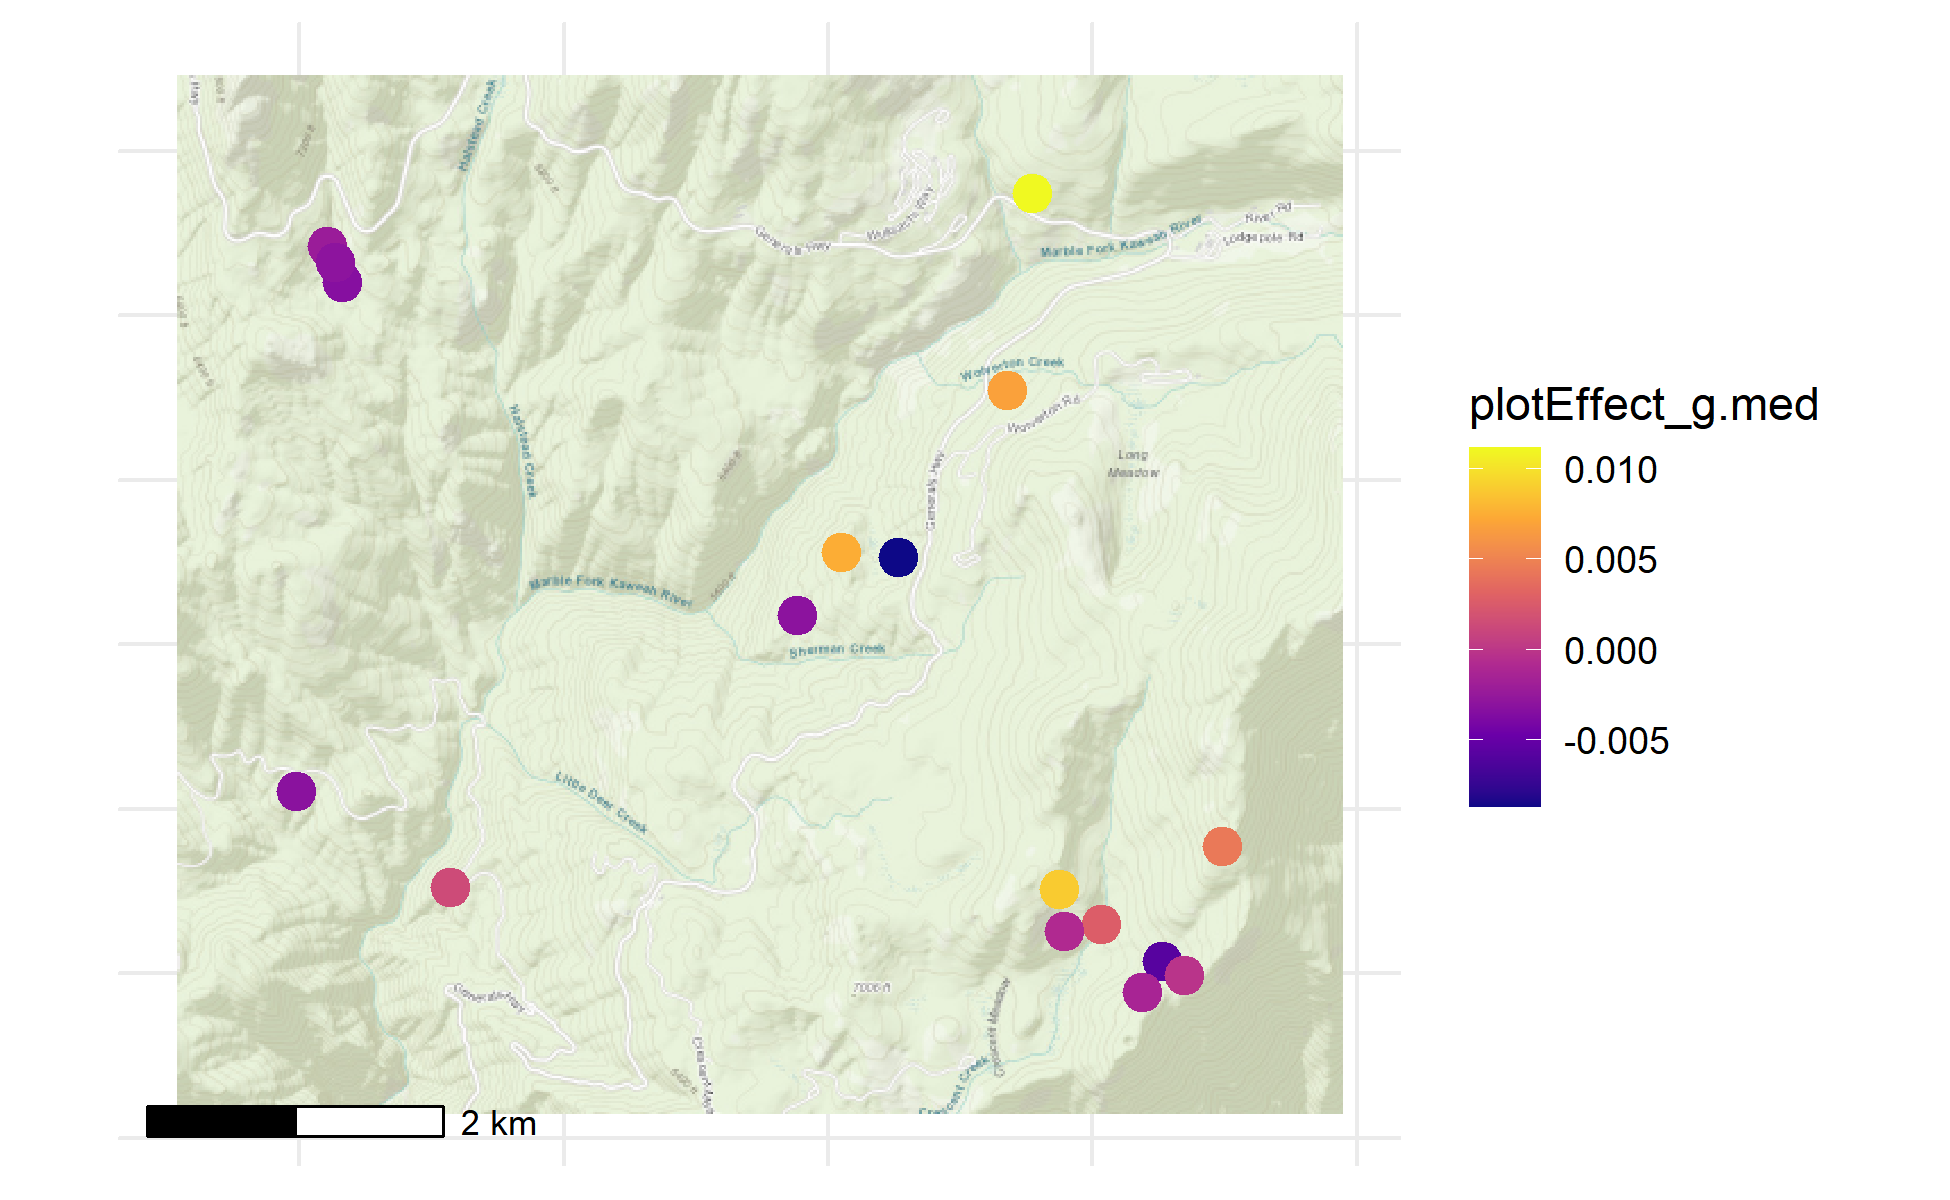 Halstead Creek
Generals Hwy
Wuksachi Way
Marble Fork Kaweah River
River Rd
Lodgepole Rd
Wolverton Creek
Wolverton Rd
Generals Hwy
Long
Meadow
Halstead Creek
Marble Fork Kaweah River
Sherman Creek
Little Deer Creek
Generals Hwy
7005 ft
Crescent Meadow
Crescent Creek
2 km
plotEffect_g.med
0.010
0.005
0.000
-0.005